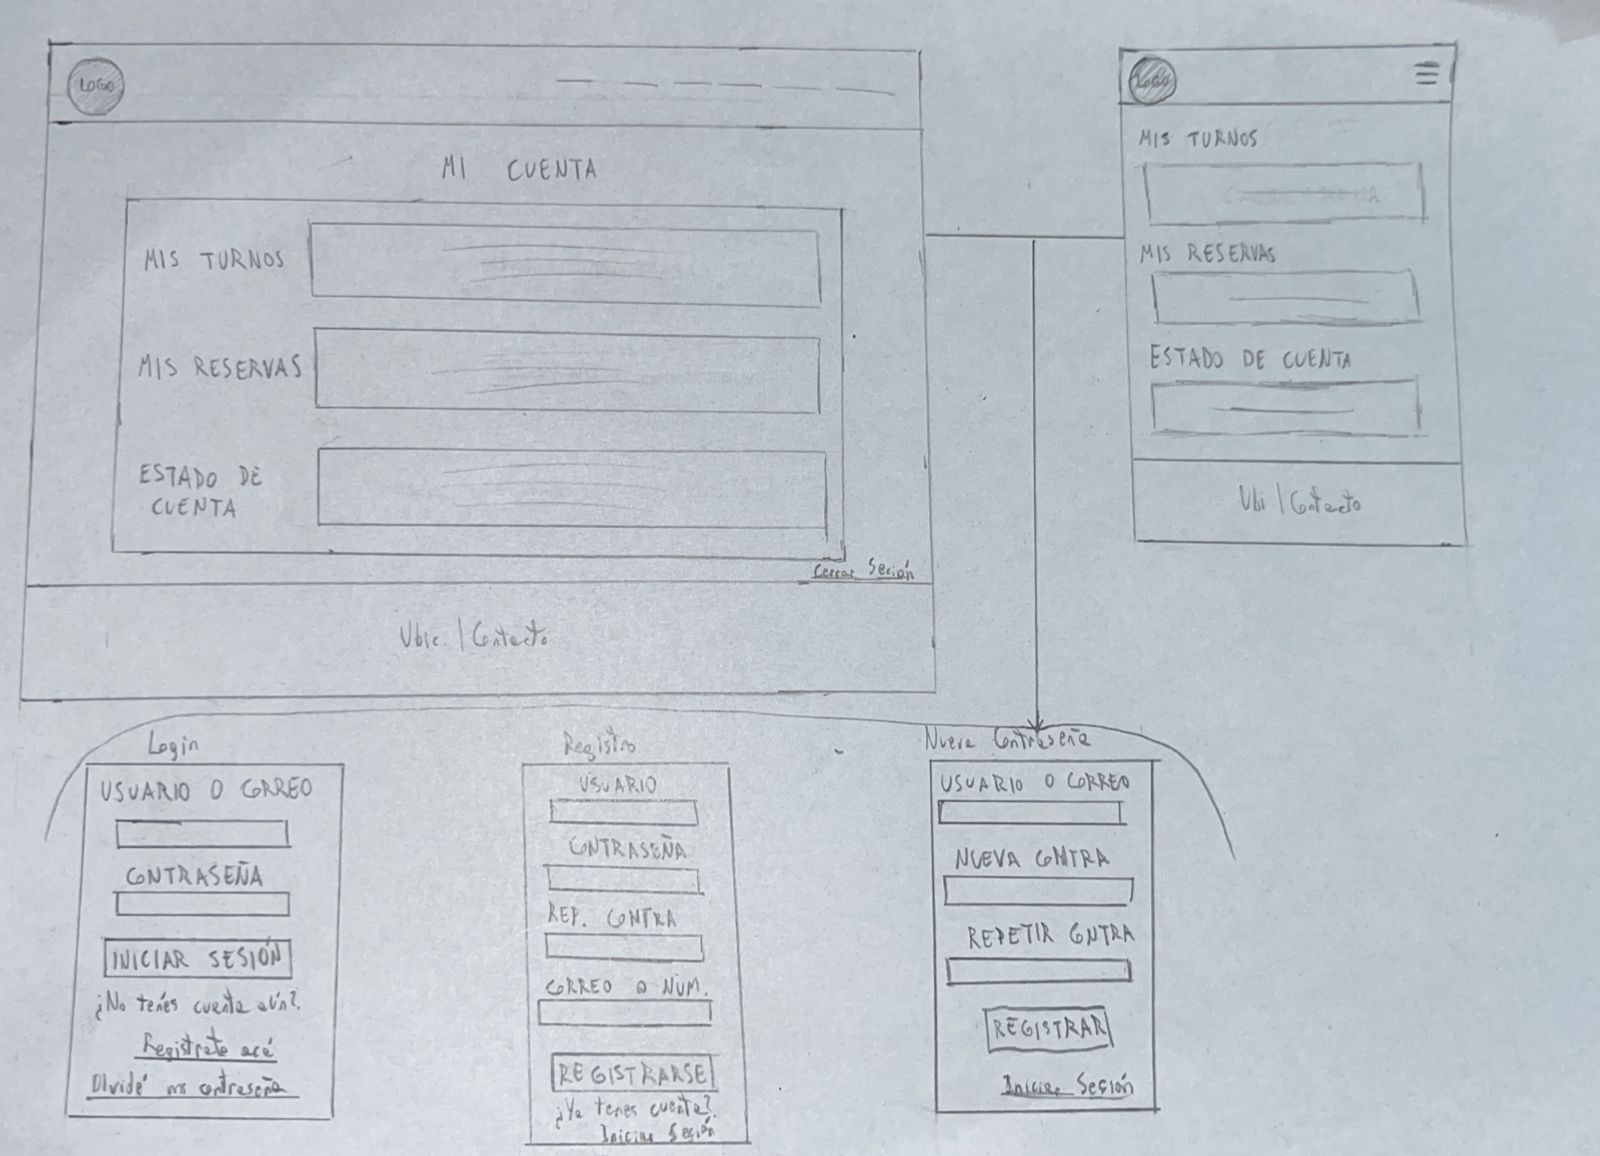 LOGO
MI CUENTA
MIS TURNOS
MIS RESERVAS
ESTADO DE
CUENTA
Cerrar Seción
Ubic. | Contacto
LOGO
MIS TURNOS
MIS RESERVAS
ESTADO DE CUENTA
Ubi | Contacto
Login
USUARIO O CORREO
CONTRASEÑA
INICIAR SESIÓN
¿No tenés cuenta aún?.
Registrate acá
Olvidé mi contraseña
Registro
USUARIO
CONTRASEÑA
REP. CONTRA
CORREO O NUM.
REGISTRARSE
¿Ya tenes cuenta?.
Iniciar Seción
Nueva Contraseña
USUARIO O CORREO
NUEVA CONTRA
REPETIR CONTRA
REGISTRAR
Iniciar Seción